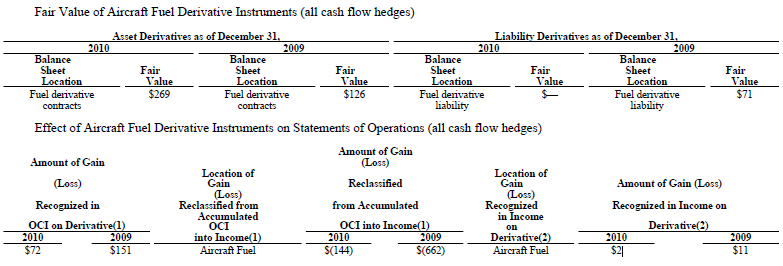 Fair Value of Aircraft Fuel Derivative Instruments (all cash flow hedges)
Asset Derivatives as of December 31, Liability Derivatives as of December 31,
2010 2009 2010 2009
Balance Balance Balance Balance
Sheet Fair Sheet Fair Sheet Fair Sheet Fair
Location Value Location Value Location Value Location Value
Fuel derivative $269 Fuel derivative $126 Fuel derivative $— Fuel derivative $71
contracts contracts liability liability
Effect of Aircraft Fuel Derivative Instruments on Statements of Operations (all cash flow hedges)
Amount of Gain
Amount of Gain (Loss)
Location of Location of
(Loss) Gain Reclassified Gain Amount of Gain (Loss)
(Loss) (Loss)
Recognized in Reclassified from from Accumulated Recognized Recognized in Income on
Accumulated in Income
OCI on Derivative(1) OCI OCI into Income(1) on Derivative(2)
2010 2009 into Income(1) 2010 2009 Derivative(2) 2010 2009
$72 $151 Aircraft Fuel $(144) $(662) Aircraft Fuel $2 $11